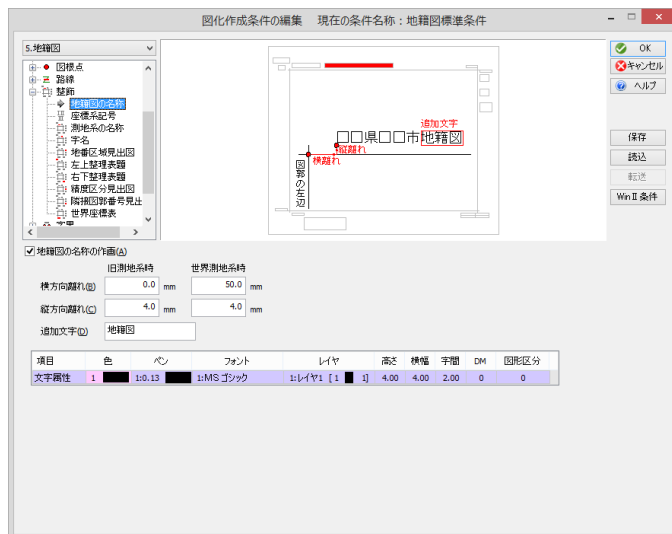 図化作成条件の編集　現在の条件名称：地籍図標準条件
5.地籍図
図根点
路線
整飾
地籍図の名称
座標系記号
測地系の名称
字名
地番区域見出図
左上整理表題
右下整理表題
精度区分見出図
隣接図郭番号見出
世界座標表
追加文字
□□県□□市地籍図
縦離れ
横離れ
図郭の左辺
OK
キャンセル
ヘルプ
保存
読込
転送
WinⅡ条件
地籍図の名称の作画(A)
旧測地系時 世界測地系時
横方向離れ(B) 0.0 mm 50.0 mm
縦方向離れ(C) 4.0 mm 4.0 mm
追加文字(D) 地籍図
項目 色 ペン フォント レイヤ 高さ 横幅 字間 DM 図形区分
文字属性 1 1:0.13 1:MS ゴシック 1:レイヤ1 [ 1 1] 4.00 4.00 2.00 0 0